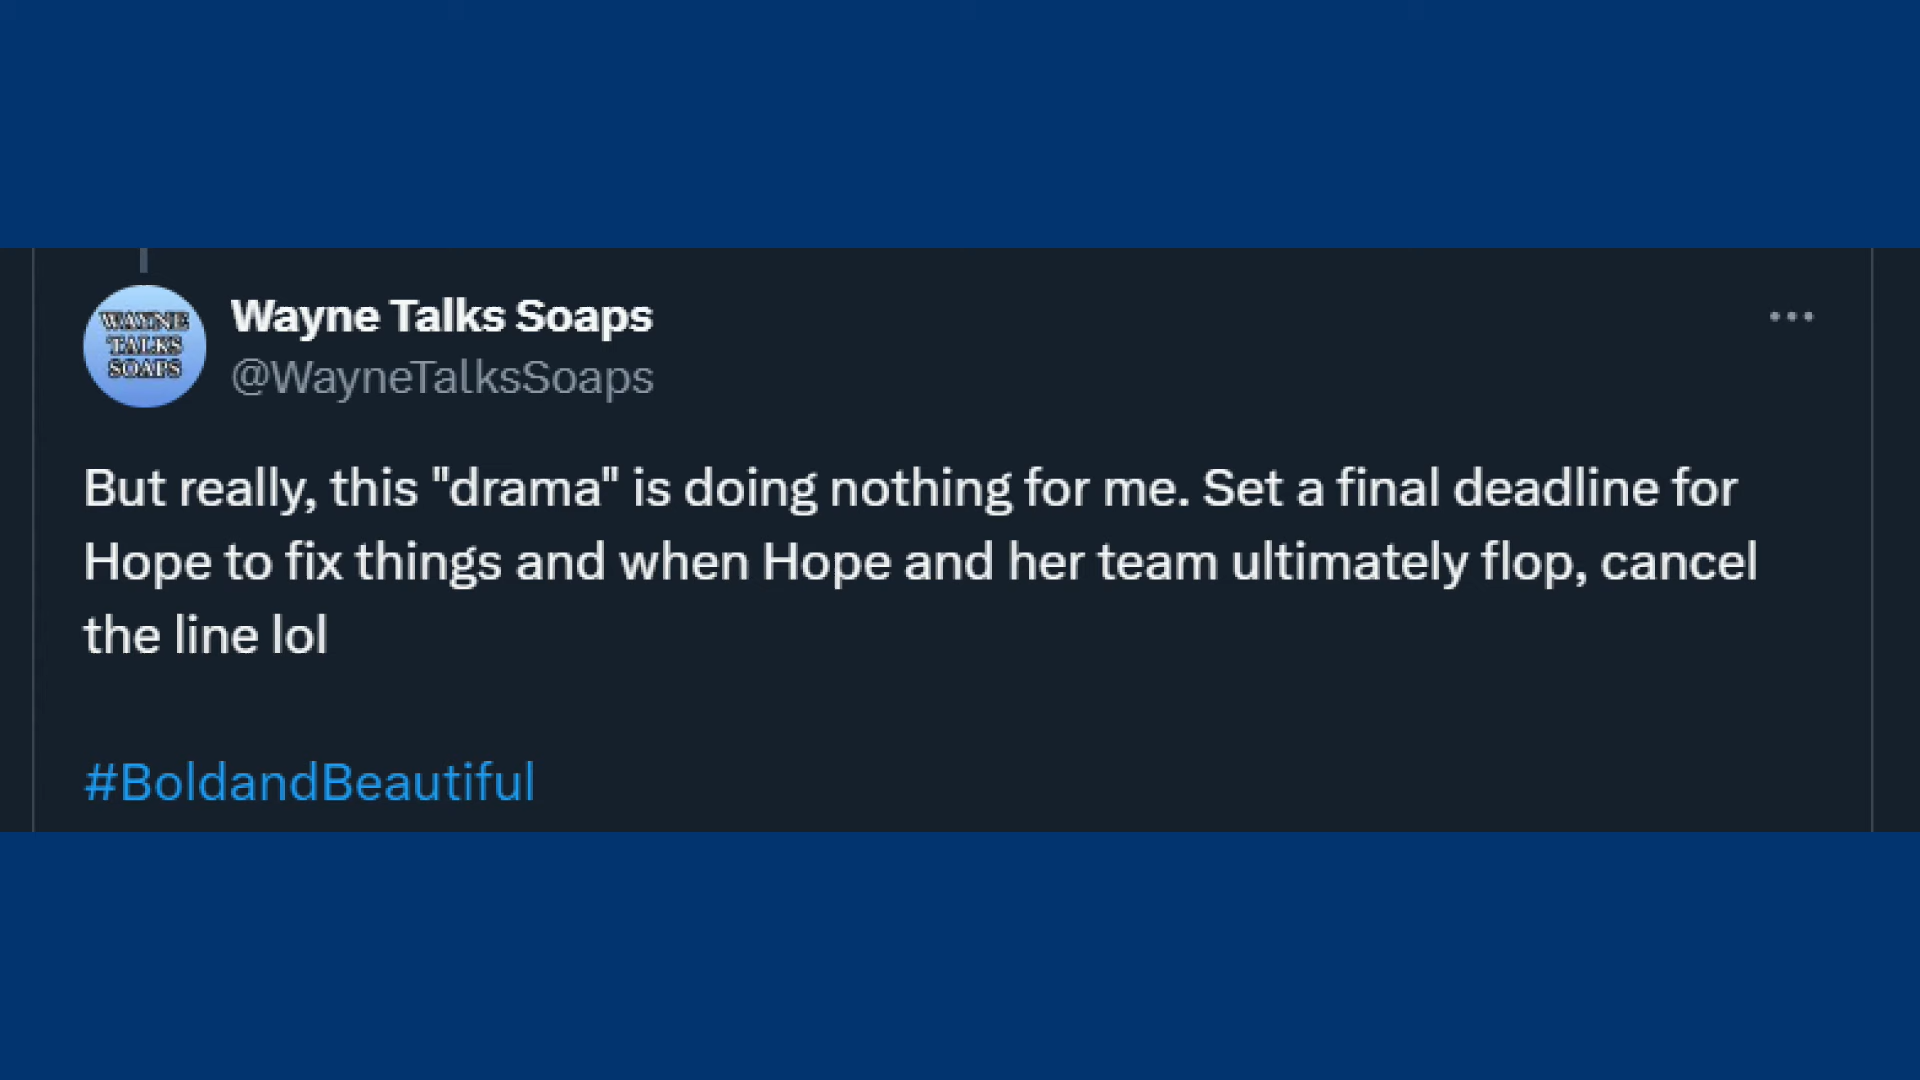 WAYNE
TALKS
SOAPS
Wayne Talks Soaps
@WayneTalksSoaps
But really, this "drama" is doing nothing for me. Set a final deadline for
Hope to fix things and when Hope and her team ultimately flop, cancel
the line lol
#BoldandBeautiful